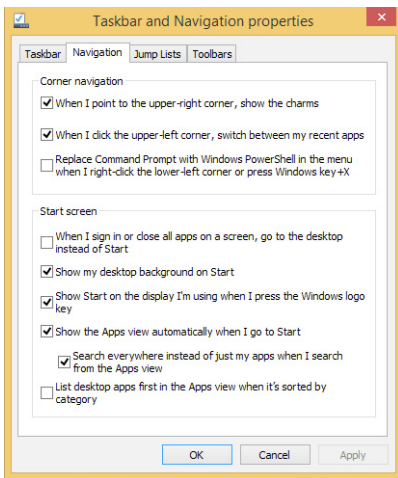 Taskbar and Navigation properties
Taskbar Navigation Jump Lists Toolbars
Corner navigation
When I point to the upper-right corner, show the charms
When I click the upper-left corner, switch between my recent apps
Replace Command Prompt with Windows PowerShell in the menu
when I right-click the lower-left corner or press Windows key+X
Start screen
When I sign in or close all apps on a screen, go to the desktop
instead of Start
Show my desktop background on Start
Show Start on the display I'm using when I press the Windows logo
key
Show the Apps view automatically when I go to Start
Search everywhere instead of just my apps when I search
from the Apps view
List desktop apps first in the Apps view when it's sorted by
category
OK Cancel Apply